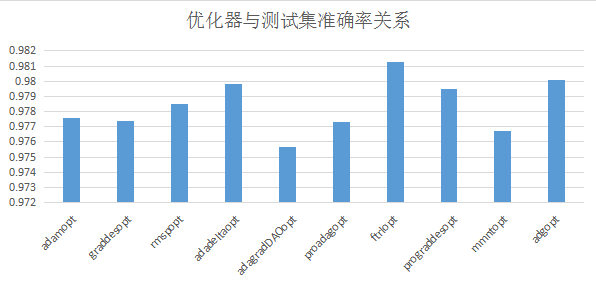 优化器与测试集准确率关系
0.982
0.981
0.98
0.979
0.978
0.977
0.976
0.975
0.974
0.973
0.972
adamopt
graddesopt
rmspopt
adadeltaopt
adagradDAOopt
proadagopt
ftrlopt
prograddesopt
mmntopt
adgopt